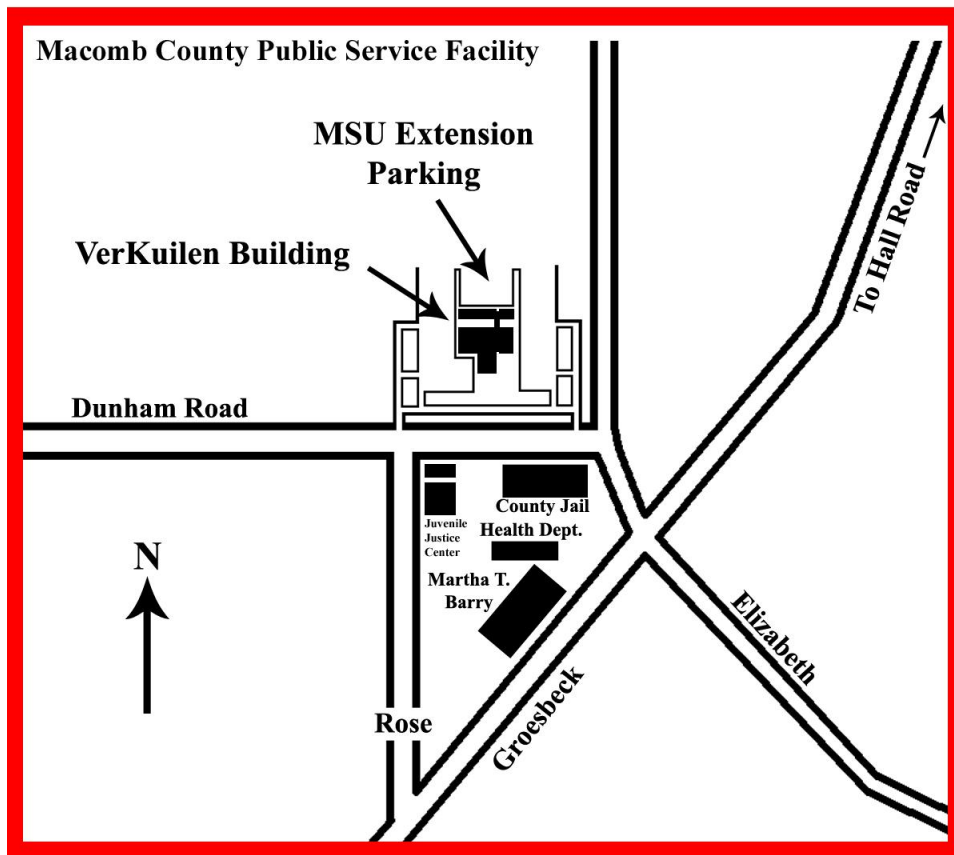 Macomb County Public Service Facility
MSU Extension
Parking
VerKuilen Building
To Hall Road
Dunham Road
County Jail
Juvenile
Justice
Center
Health Dept.
N
Martha T.
Barry
Elizabeth
Groesbeck
Rose